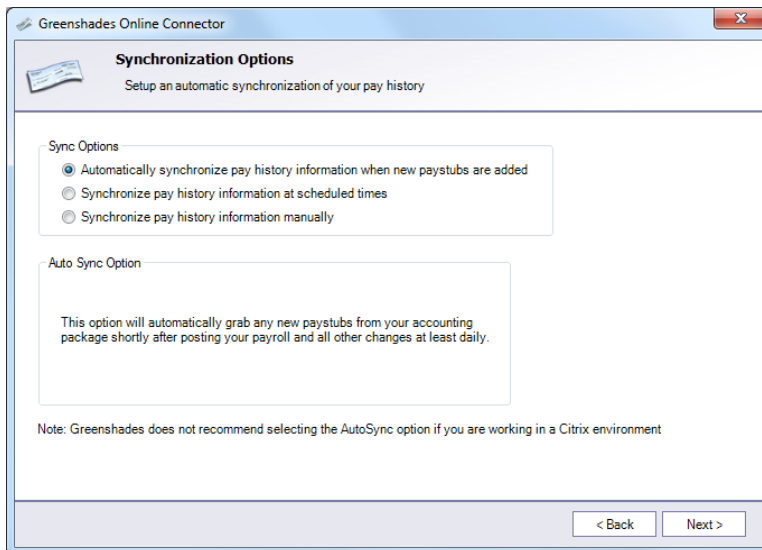 Greenshades Online Connector
Synchronization Options
Setup an automatic synchronization of your pay history
Sync Options
Automatically synchronize pay history information when new paystubs are added
Synchronize pay history information at scheduled times
Synchronize pay history information manually
Auto Sync Option
This option will automatically grab any new paystubs from your accounting
package shortly after posting your payroll and all other changes at least daily.
Note: Greenshades does not recommend selecting the AutoSync option if you are working in a Citrix environment
< Back
Next >